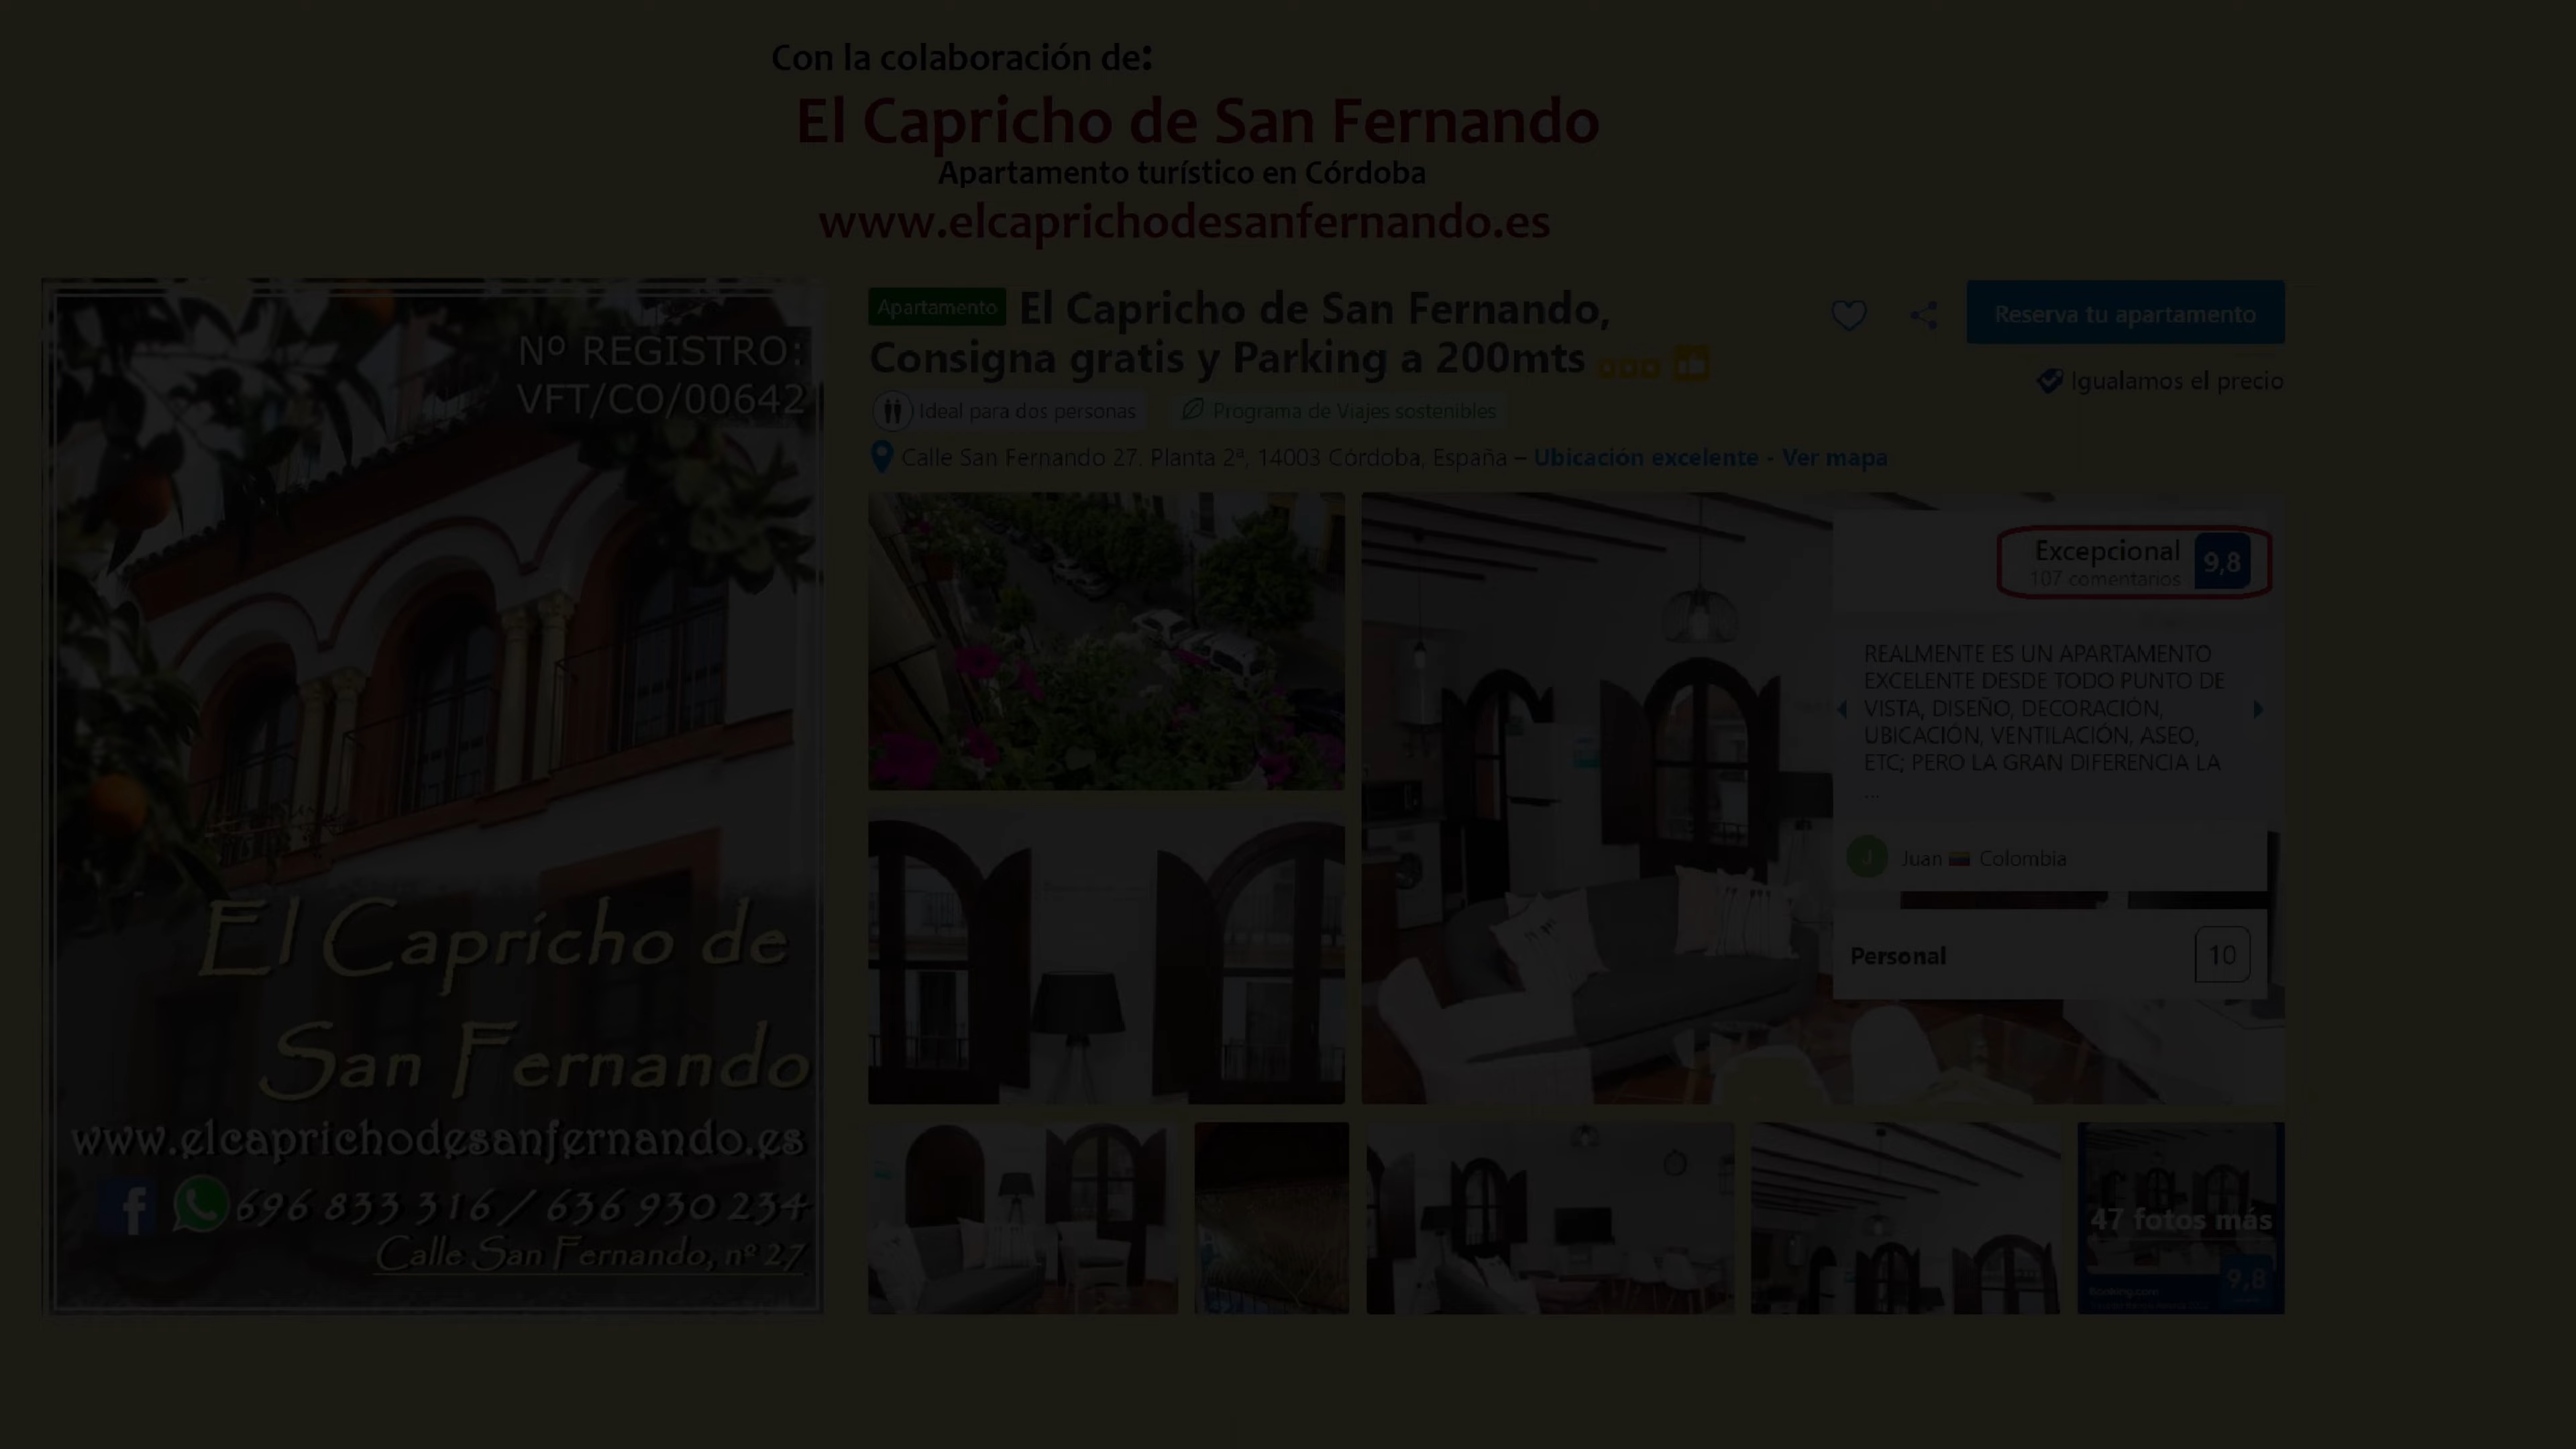 Con la colaboración de:
El Capricho de San Fernando
Apartamento turístico en Córdoba
www.elcaprichodesanfernando.es
Nº REGISTRO:
VFT/CO/00642
El Capricho de
San Fernando
www.elcaprichodesanfernando.es
696 833 316 / 636 930 234
Calle San Fernando, nº 27
Apartamento El Capricho de San Fernando,
Consigna gratis y Parking a 200mts
Reserva tu apartamento
Igualamos el precio
Ideal para dos personas Programa de Viajes sostenibles
Calle San Fernando 27. Planta 2ª, 14003 Córdoba, España – Ubicación excelente - Ver mapa
Excepcional 9,8
107 comentarios
REALMENTE ES UN APARTAMENTO
EXCELENTE DESDE TODO PUNTO DE
VISTA, DISEÑO, DECORACIÓN,
UBICACIÓN, VENTILACIÓN, ASEO,
ETC; PERO LA GRAN DIFERENCIA LA
...
J Juan Colombia
Personal 10
47 fotos más
9,8
Booking.com